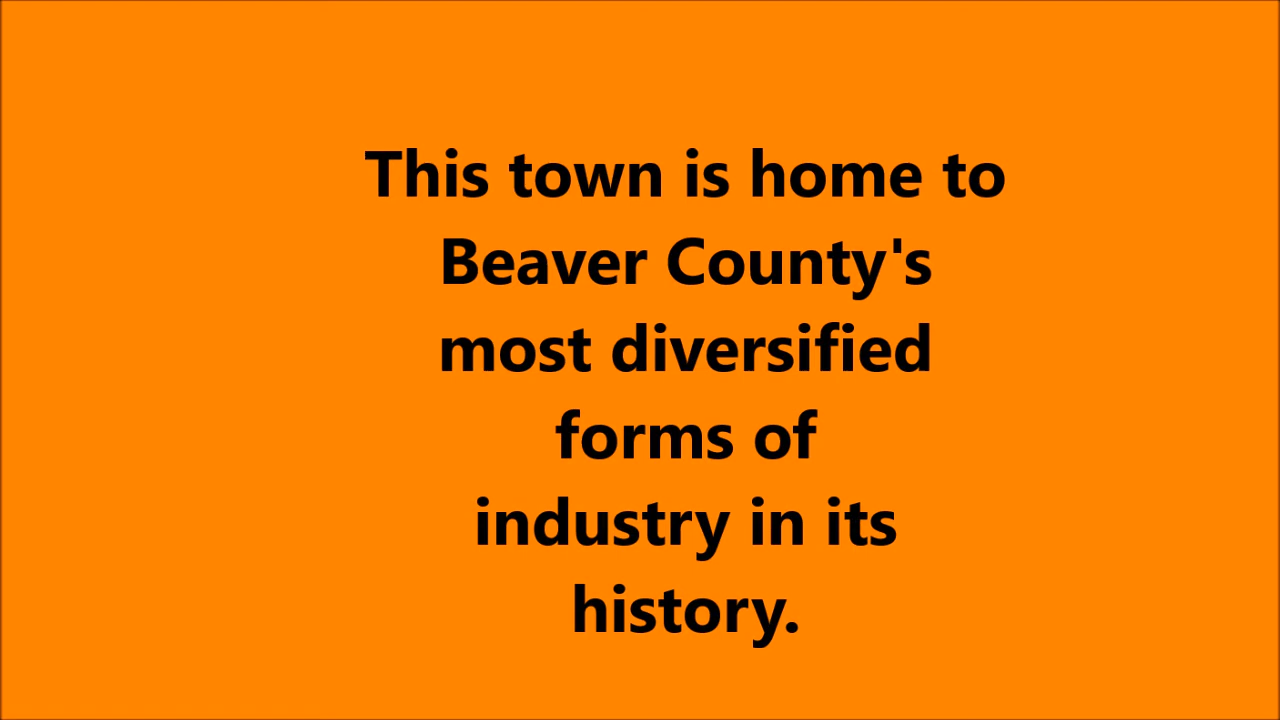 This town is home to
Beaver County's
most diversified
forms of
industry in its
history.